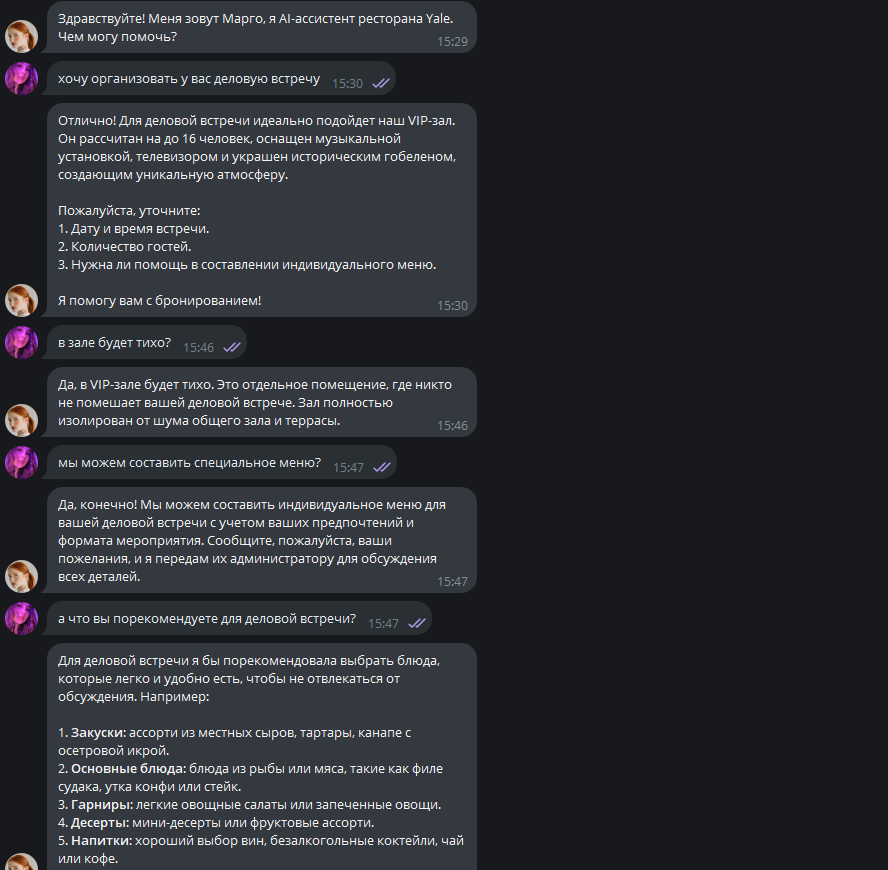 Здравствуйте! Меня зовут Марго, я AI-ассистент ресторана Yale.
Чем могу помочь?
15:29
хочу организовать у вас деловую встречу
15:30
Отлично! Для деловой встречи идеально подойдет наш VIP-зал.
Он рассчитан на до 16 человек, оснащен музыкальной
установкой, телевизором и украшен историческим гобеленом,
создающим уникальную атмосферу.
Пожалуйста, уточните:
1. Дату и время встречи.
2. Количество гостей.
3. Нужна ли помощь в составлении индивидуального меню.
Я помогу вам с бронированием!
15:30
в зале будет тихо?
15:46
Да, в VIP-зале будет тихо. Это отдельное помещение, где никто
не помешает вашей деловой встрече. Зал полностью
изолирован от шума общего зала и террасы.
15:46
мы можем составить специальное меню?
15:47
Да, конечно! Мы можем составить индивидуальное меню для
вашей деловой встречи с учетом ваших предпочтений и
формата мероприятия. Сообщите, пожалуйста, ваши
пожелания, и я передам их администратору для обсуждения
всех деталей.
15:47
а что вы порекомендуете для деловой встречи?
15:47
Для деловой встречи я бы порекомендовала выбрать блюда,
которые легко и удобно есть, чтобы не отвлекаться от
обсуждения. Например:
1. Закуски: ассорти из местных сыров, тартары, канапе с
осетровой икрой.
2. Основные блюда: блюда из рыбы или мяса, такие как филе
судака, утка конфи или стейк.
3. Гарниры: легкие овощные салаты или запеченные овощи.
4. Десерты: мини-десерты или фруктовые ассорти.
5. Напитки: хороший выбор вин, безалкогольные коктейли, чай
или кофе.